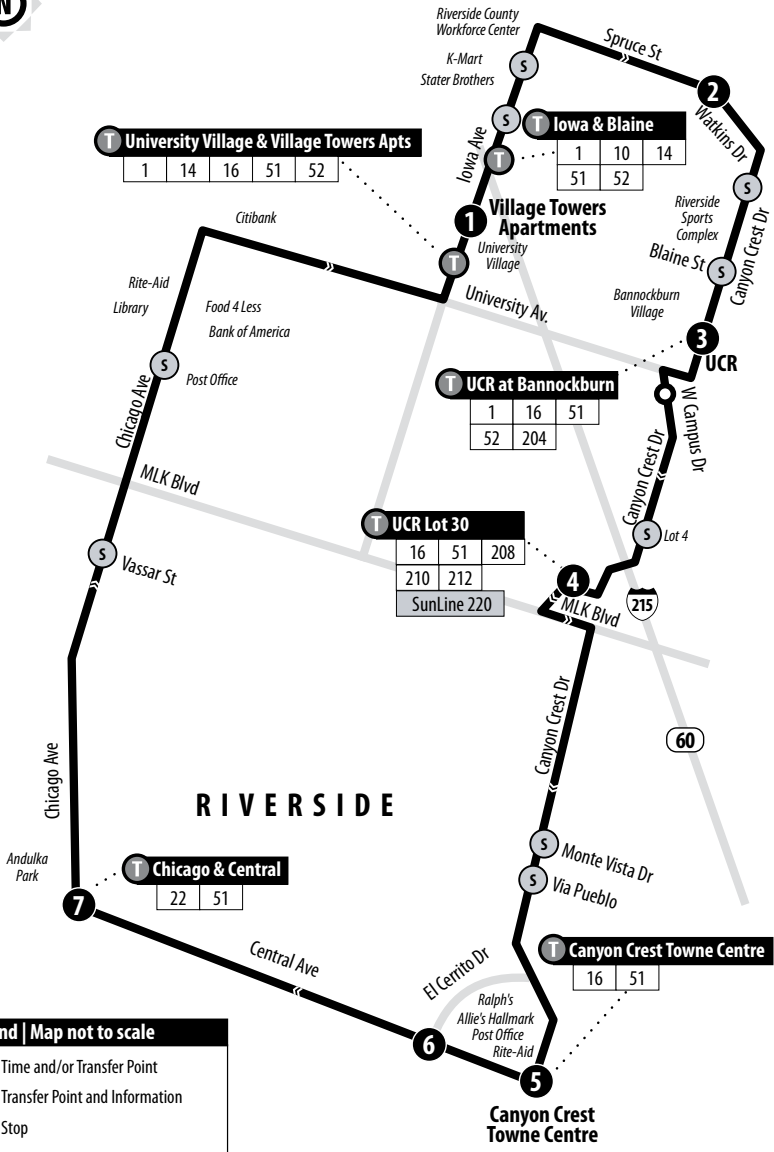 N
Riverside County
Workforce Center
K-Mart
Stater Brothers
S
Spruce St
2
Watkins Dr
T University Village & Village Towers Apts
1 14 16 51 52
Iowa Ave
S
T Iowa & Blaine
1 10 14
51 52
T
S
Riverside
Sports
Complex
Canyon Crest Dr
Blaine St
S
1
Village Towers
Apartments
University
Village
T
Citibank
University Av.
Bannockburn
Village
3
UCR
Rite-Aid
Library
Food 4 Less
Bank of America
S
Post Office
Chicago Ave
T UCR at Bannockburn
1 16 51
52 204
W Campus Dr
Canyon Crest Dr
S
Lot 4
MLK Blvd
T UCR Lot 30
16 51 208
210 212
SunLine 220
4
MLK Blvd
215
S
Vassar St
Canyon Crest Dr
60
Chicago Ave
RIVERSIDE
S
Monte Vista Dr
S
Via Pueblo
Andulka
Park
T Chicago & Central
22 51
7
Central Ave
El Cerrito Dr
T Canyon Crest Towne Centre
16 51
Ralph's
Allie's Hallmark
Post Office
Rite-Aid
6
5
Canyon Crest
Towne Centre
nd | Map not to scale
Time and/or Transfer Point
Transfer Point and Information
Stop